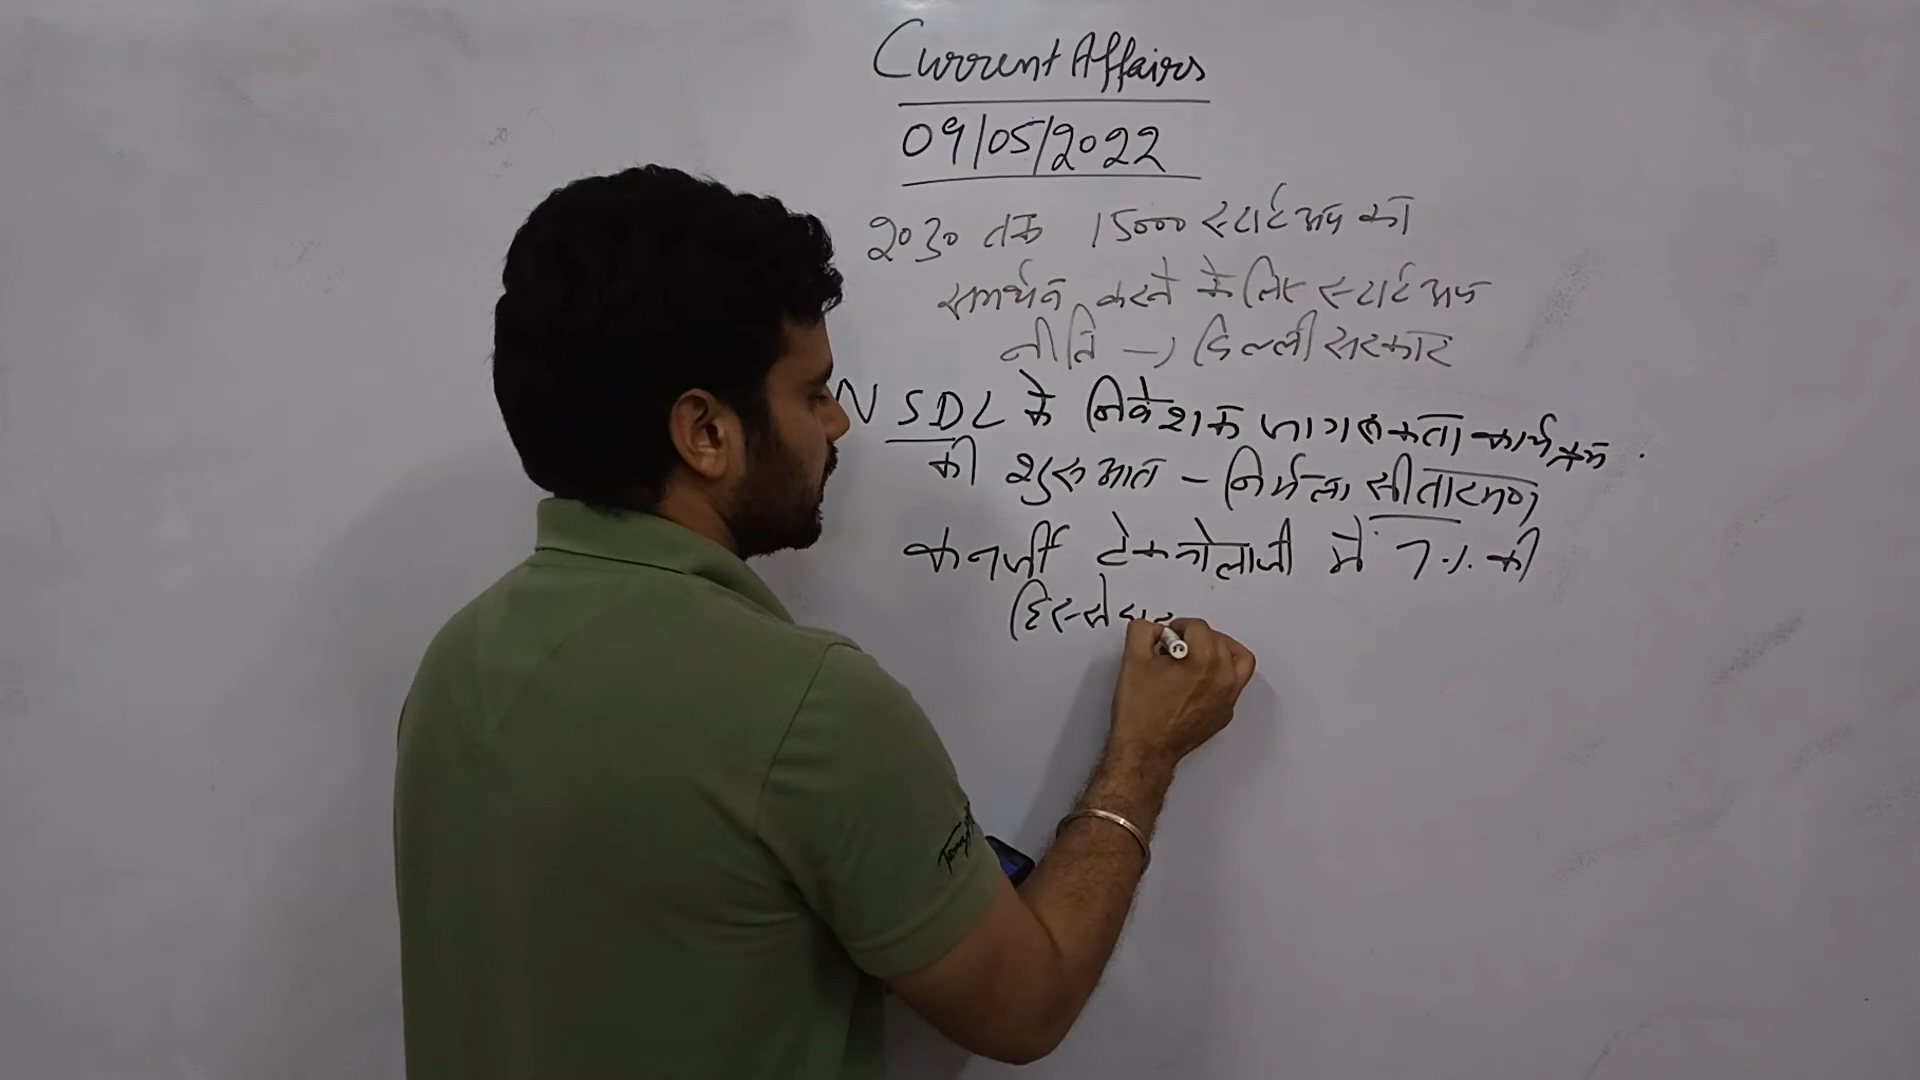 Current Affairs
09/05/2022
2030 तक 15000 स्टार्टअप को
समर्थन करने के लिए स्टार्टअप
नीति → दिल्ली सरकार
NSDL के निवेशक जागरूकता कार्यक्रम
की शुरुआत - निर्मला सीतारमण
टेक्नोलाजी में 7% की